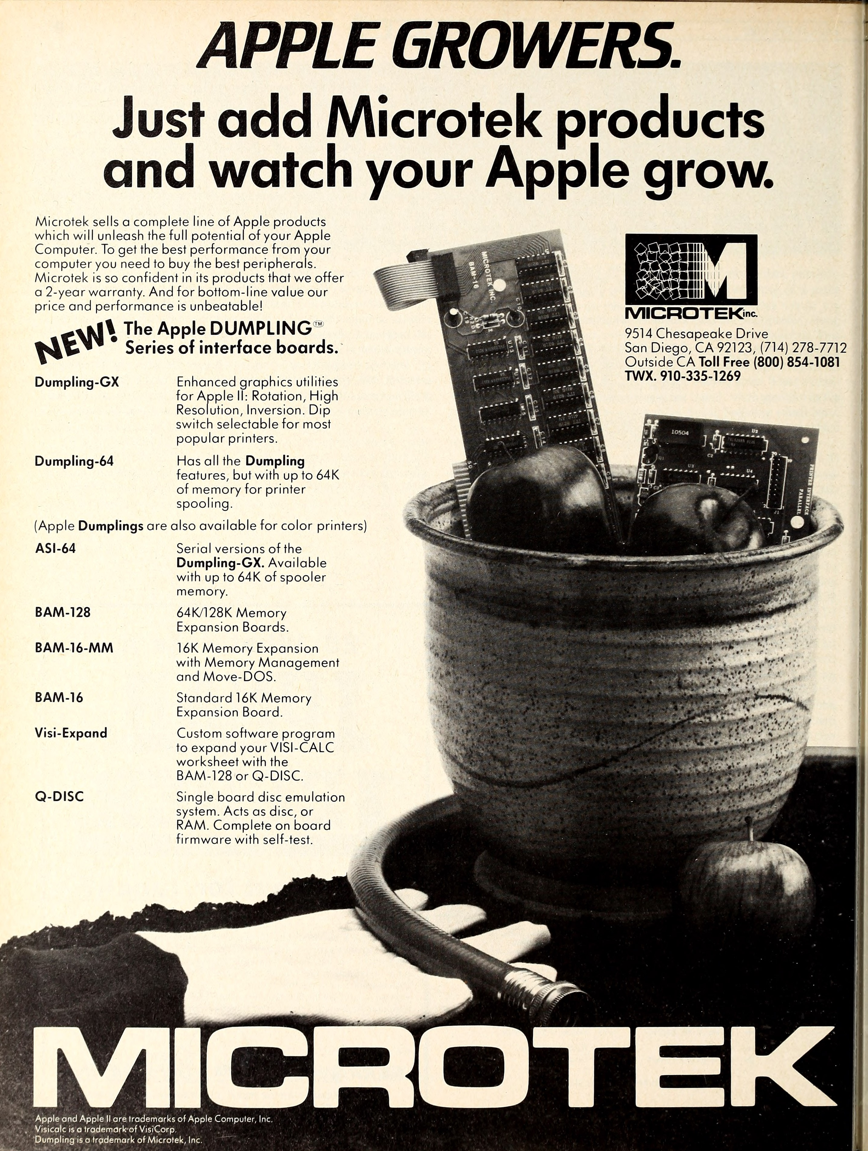 APPLE GROWERS.
Just add Microtek products
and watch your Apple grow.
Microtek sells a complete line of Apple products
which will unleash the full potential of your Apple
Computer. To get the best performance from your
computer you need to buy the best peripherals.
Microtek is so confident in its products that we offer
a 2-year warranty. And for bottom-line value our
price and performance is unbeatable!
NEW! The Apple DUMPLING™
Series of interface boards.
Dumpling-GX Enhanced graphics utilities
for Apple II: Rotation, High
Resolution, Inversion. Dip
switch selectable for most
popular printers.
Dumpling-64 Has all the Dumpling
features, but with up to 64K
of memory for printer
spooling.
(Apple Dumplings are also available for color printers)
ASI-64 Serial versions of the
Dumpling-GX. Available
with up to 64K of spooler
memory.
BAM-128 64K/128K Memory
Expansion Boards.
BAM-16-MM 16K Memory Expansion
with Memory Management
and Move-DOS.
BAM-16 Standard 16K Memory
Expansion Board.
Visi-Expand Custom software program
to expand your VISI-CALC
worksheet with the
BAM-128 or Q-DISC.
Q-DISC Single board disc emulation
system. Acts as disc, or
RAM. Complete on board
firmware with self-test.
MICROTEK INC
BAM-16
M
MICROTEK inc.
9514 Chesapeake Drive
San Diego, CA 92123, (714) 278-7712
Outside CA Toll Free (800) 854-1081
TWX. 910-335-1269
10504
PRINTER INTERFACE
PARALLEL
MICROTEK
Apple and Apple II are trademarks of Apple Computer, Inc.
Visicalc is a trademark of VisiCorp.
Dumpling is a trademark of Microtek, Inc.